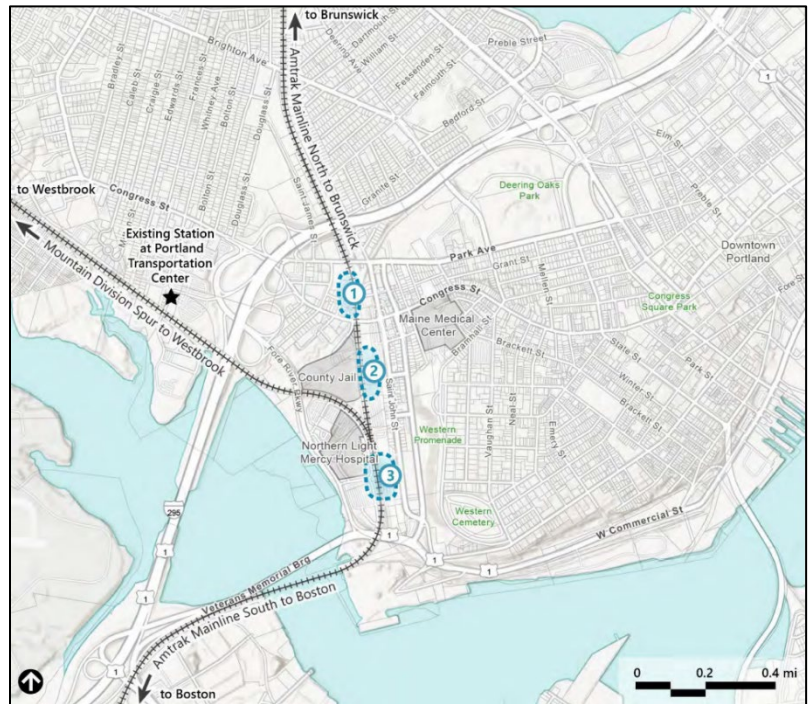 to Brunswick
Amtrak Mainline North to Brunswick
Preble Street
Dartmouth St
Deering Ave
William St
Fessenden St
Falmouth St
Bedford St
Brighton Ave
Bradley St
Caleb St
Craigie St
Edwards St
Frances St
Whitney Ave
Bolton St
Douglass St
1
Elm St
Preble St
Granite St
Deering Oaks
Park
to Westbrook
Congress St
Bolton St
Douglass St
Saint James St
Existing Station
at Portland
Transportation
Center
Mountain Division Spur to Westbrook
Park Ave
Grant St
Mellen St
Downtown
Portland
Fore St
1
Congress St
Maine Medical
Center
Bramhall St
Congress
Square Park
Brackett St
State St
Park St
Winter St
Brackett St
Fore River Pkwy
County Jail
2
Saint John St
Western
Promenade
Vaughan St
Neal St
Emery St
Northern Light
Mercy Hospital
3
Western
Cemetery
W Commercial St
295
1
1
1
1
1
Veterans Memorial Brg
Amtrak Mainline South to Boston
to Boston
0 0.2 0.4 mi